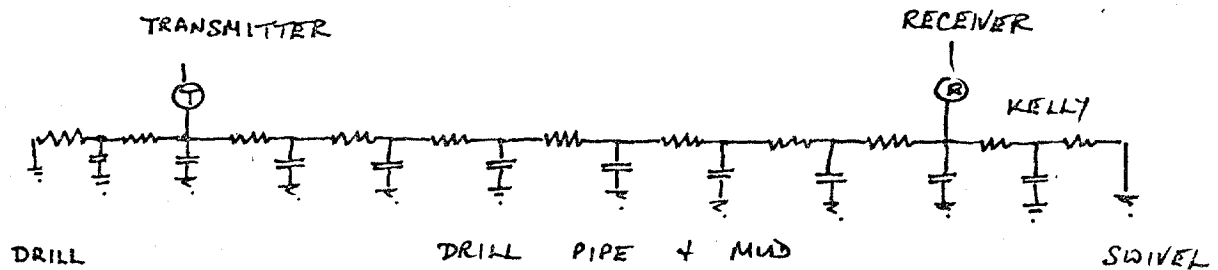 TRANSMITTER
RECEIVER
T
R
KELLY
DRILL
DRILL PIPE + MUD
SWIVEL